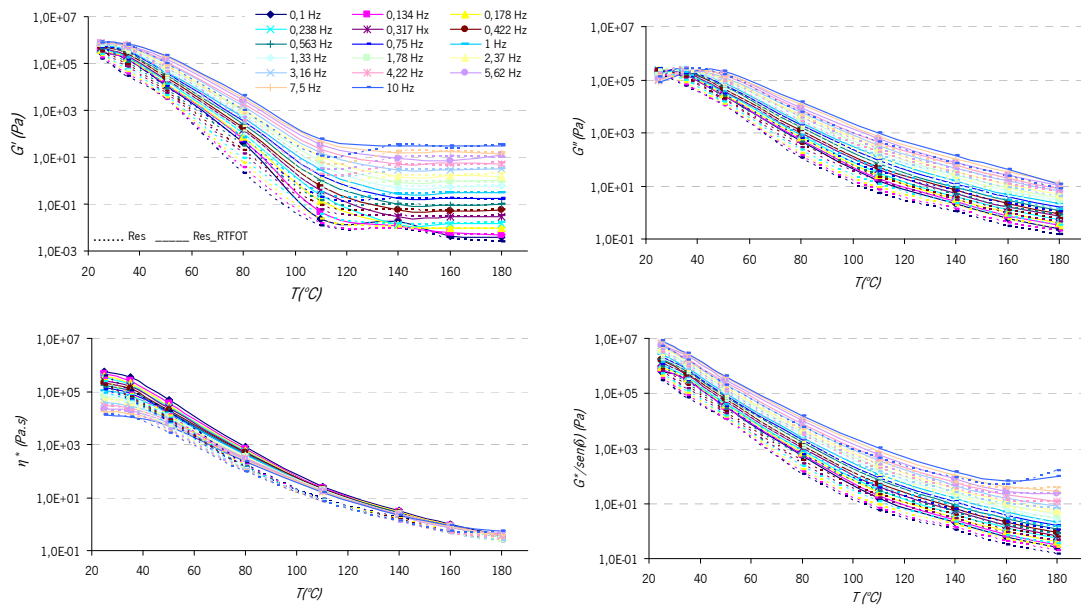 1,0E+07
1,0E+05
1,0E+03
1,0E+01
1,0E-01
1,0E-03
G' (Pa)
0,1 Hz 0,134 Hz 0,178 Hz
0,238 Hz 0,317 Hx 0,422 Hz
0,563 Hz 0,75 Hz 1 Hz
1,33 Hz 1,78 Hz 2,37 Hz
3,16 Hz 4,22 Hz 5,62 Hz
7,5 Hz 10 Hz
Res Res_RTFOT
20 40 60 80 100 120 140 160 180
T(°C)
1,0E+07
1,0E+05
1,0E+03
1,0E+01
1,0E-01
G" (Pa)
20 40 60 80 100 120 140 160 180
T(°C)
1,0E+07
1,0E+05
1,0E+03
1,0E+01
1,0E-01
η* (Pa.s)
20 40 60 80 100 120 140 160 180
T(°C)
1,0E+07
1,0E+05
1,0E+03
1,0E+01
1,0E-01
G*/sen(δ) (Pa)
20 40 60 80 100 120 140 160 180
T (°C)